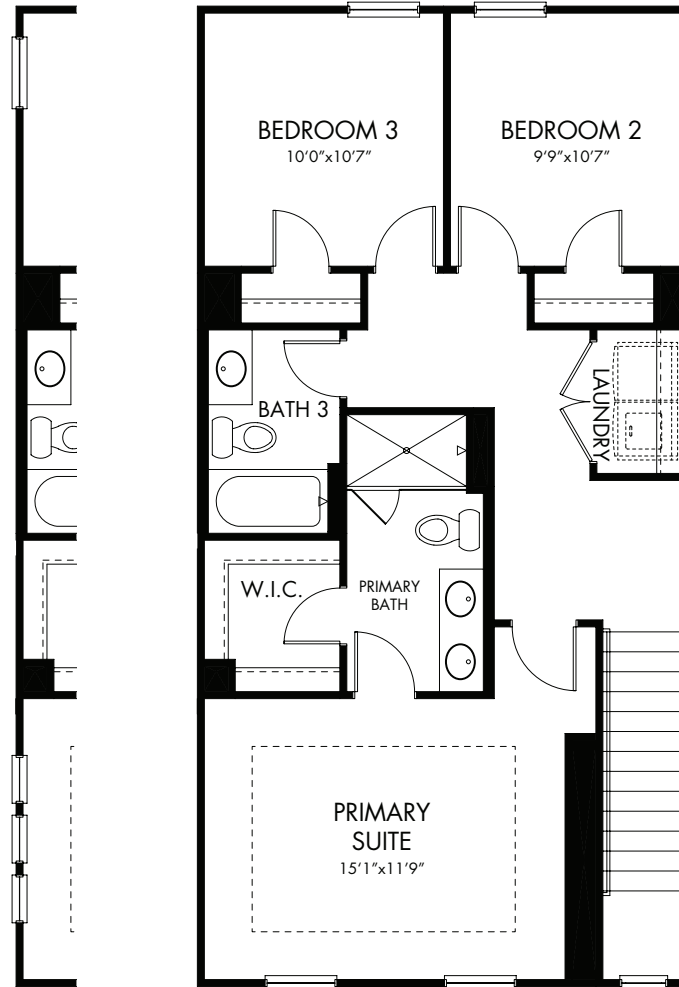 BEDROOM 3
10'0"x10'7"
BEDROOM 2
9'9"x10'7"
LAUNDRY
BATH 3
W.I.C.
PRIMARY
BATH
PRIMARY
SUITE
15'1"x11'9"